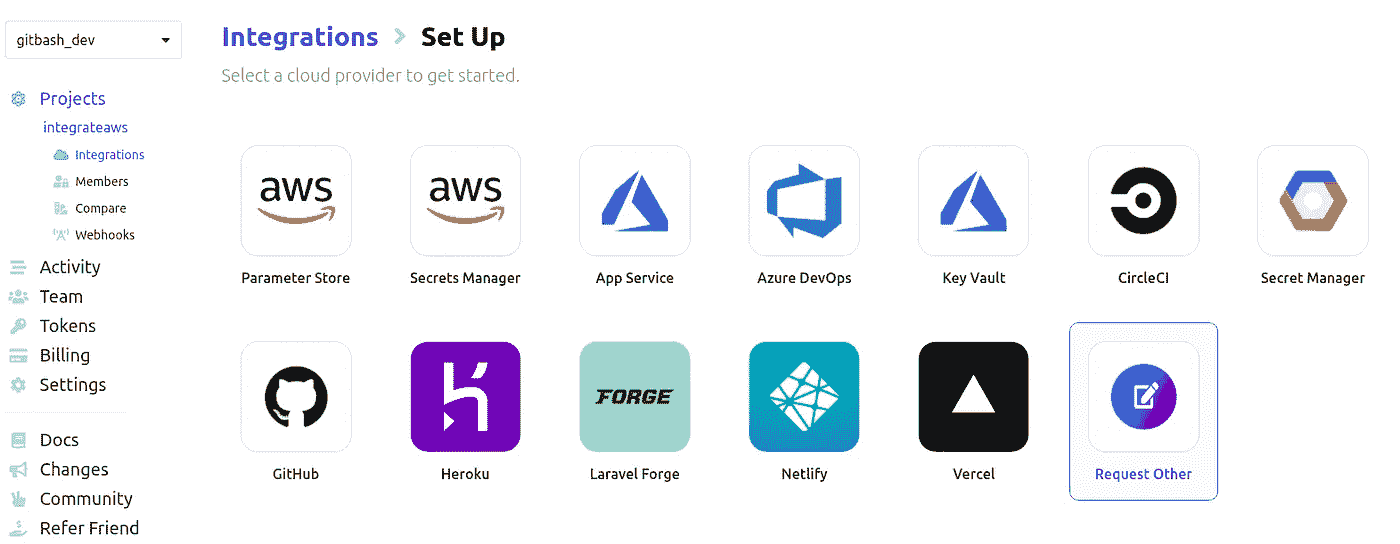 gitbash_dev
Projects
integrateaws
Integrations
Members
Compare
Webhooks
Activity
Team
Tokens
Billing
Settings
Docs
Changes
Community
Refer Friend
Integrations > Set Up
Select a cloud provider to get started.
aws
aws
Parameter Store
Secrets Manager
App Service
Azure DevOps
Key Vault
CircleCI
Secret Manager
FORGE
GitHub
Heroku
Laravel Forge
Netlify
Vercel
Request Other